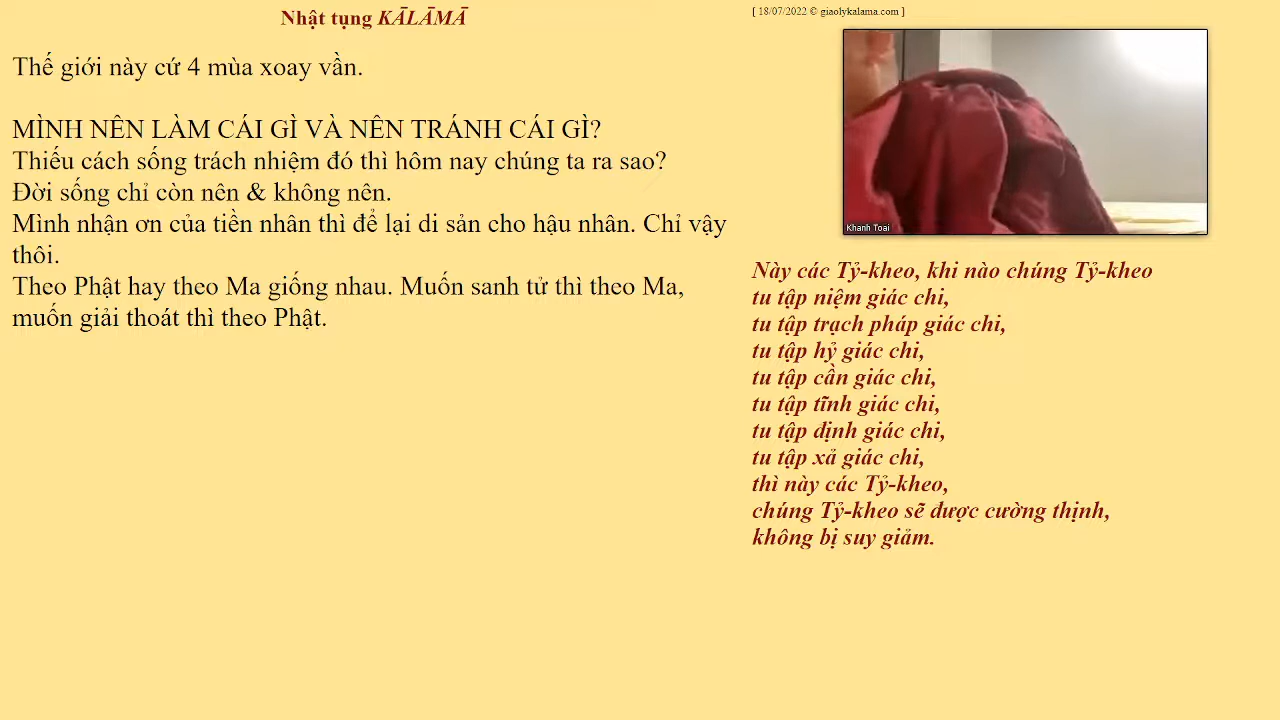 Nhật tụng KĀLĀMĀ
Thế giới này cứ 4 mùa xoay vần.
MÌNH NÊN LÀM CÁI GÌ VÀ NÊN TRÁNH CÁI GÌ?
Thiếu cách sống trách nhiệm đó thì hôm nay chúng ta ra sao?
Đời sống chỉ còn nên & không nên.
Mình nhận ơn của tiền nhân thì để lại di sản cho hậu nhân. Chỉ vậy
thôi.
Theo Phật hay theo Ma giống nhau. Muốn sanh tử thì theo Ma,
muốn giải thoát thì theo Phật.
[ 18/07/2022 © giaolykalama.com ]
Khanh Toai
Này các Tỷ-kheo, khi nào chúng Tỷ-kheo
tu tập niệm giác chi,
tu tập trạch pháp giác chi,
tu tập hỷ giác chi,
tu tập cần giác chi,
tu tập tĩnh giác chi,
tu tập định giác chi,
tu tập xả giác chi,
thì này các Tỷ-kheo,
chúng Tỷ-kheo sẽ được cường thịnh,
không bị suy giảm.